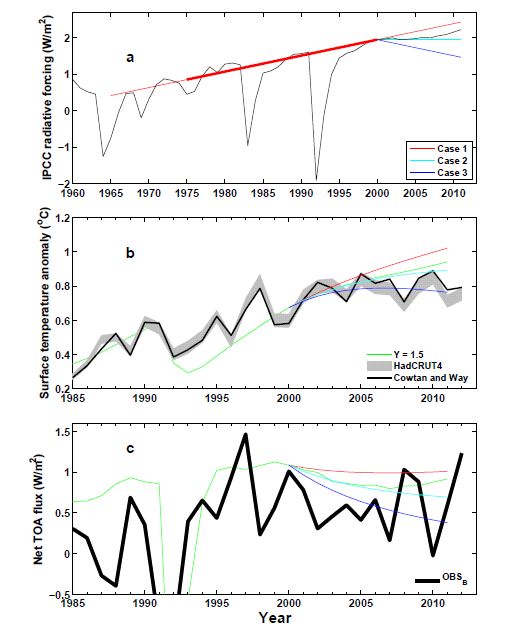 IPCC radiative forcing (W/m²)
a
2
1
0
−1
−2
Case 1
Case 2
Case 3
1960 1965 1970 1975 1980 1985 1990 1995 2000 2005 2010
Surface temperature anomaly (°C)
b
1.2
1
0.8
0.6
0.4
0.2
Y = 1.5
HadCRUT4
Cowtan and Way
1985 1990 1995 2000 2005 2010
Net TOA flux (W/m²)
c
1.5
1
0.5
0
−0.5
OBS_B
1985 1990 1995 2000 2005 2010
Year